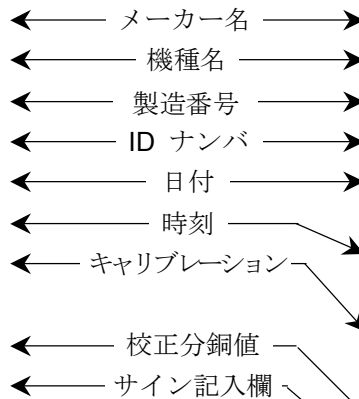 メーカー名
機種名
製造番号
ID ナンバ
日付
時刻
キャリブレーション
校正分銅値
サイン記入欄